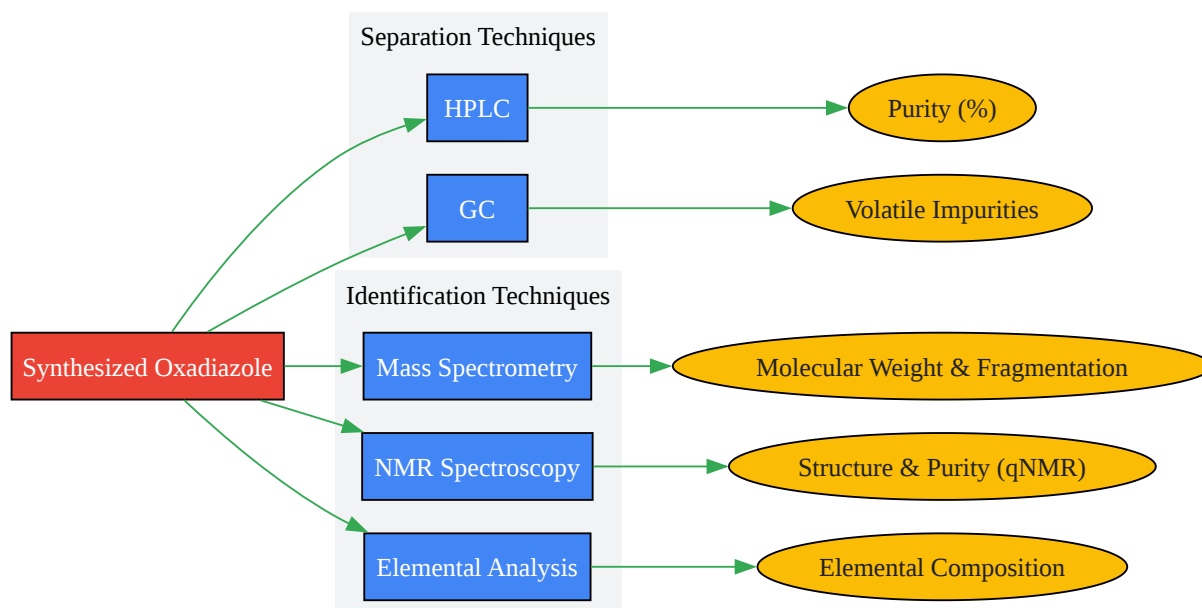 Separation Techniques
HPLC
Purity (%)
GC
Volatile Impurities
Identification Techniques
Synthesized Oxadiazole
Mass Spectrometry
Molecular Weight & Fragmentation
NMR Spectroscopy
Structure & Purity (qNMR)
Elemental Analysis
Elemental Composition